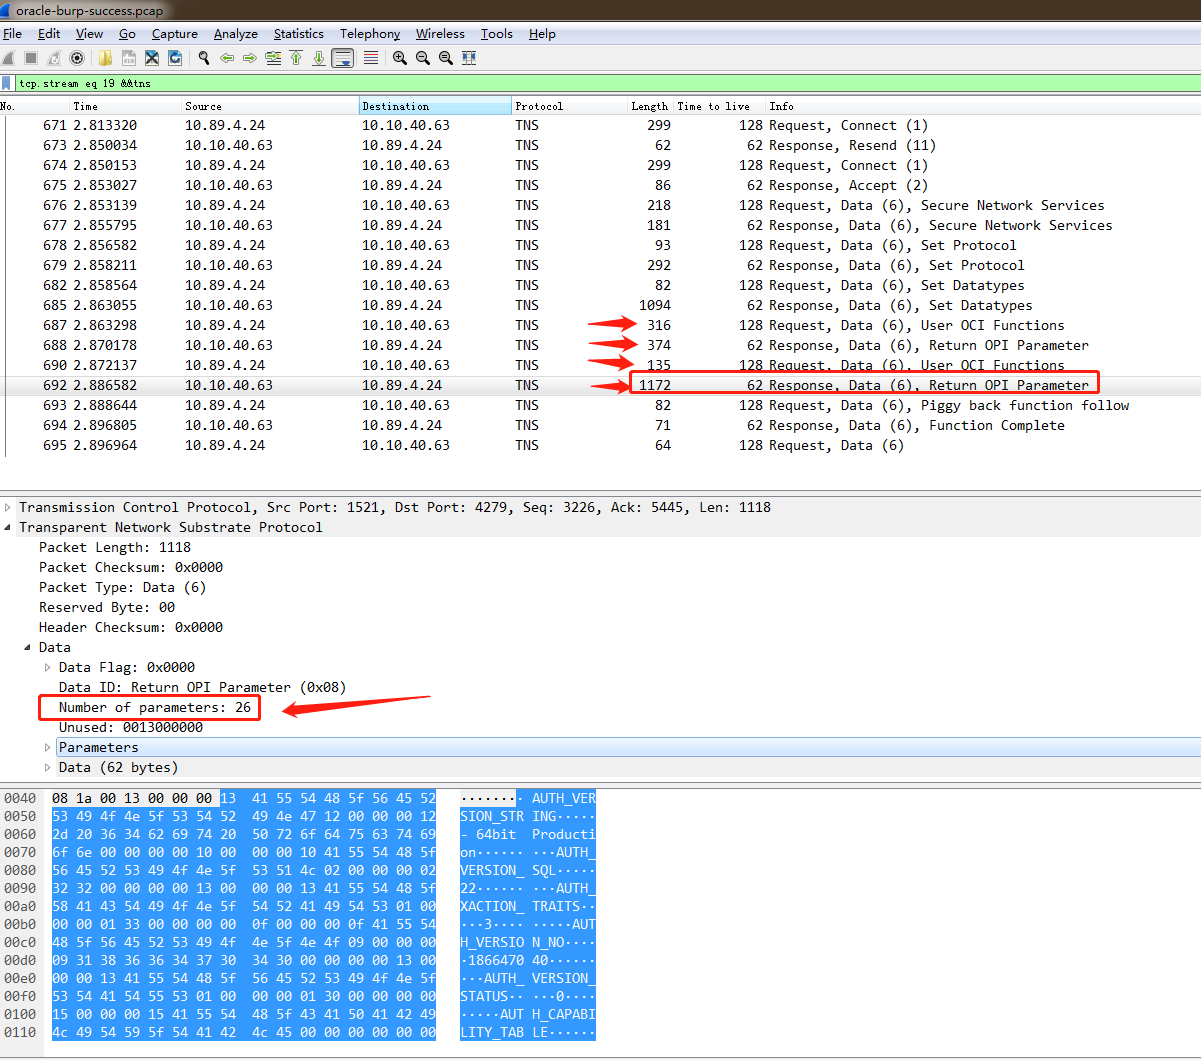 oracle-burp-success.pcap
File Edit View Go Capture Analyze Statistics Telephony Wireless Tools Help
tcp.stream eq 19 &&tns
No. Time Source Destination Protocol Length Time to live Info
671 2.813320 10.89.4.24 10.10.40.63 TNS 299 128 Request, Connect (1)
673 2.850034 10.10.40.63 10.89.4.24 TNS 62 62 Response, Resend (11)
674 2.850153 10.89.4.24 10.10.40.63 TNS 299 128 Request, Connect (1)
675 2.853027 10.10.40.63 10.89.4.24 TNS 86 62 Response, Accept (2)
676 2.853139 10.89.4.24 10.10.40.63 TNS 218 128 Request, Data (6), Secure Network Services
677 2.855795 10.10.40.63 10.89.4.24 TNS 181 62 Response, Data (6), Secure Network Services
678 2.856582 10.89.4.24 10.10.40.63 TNS 93 128 Request, Data (6), Set Protocol
679 2.858211 10.10.40.63 10.89.4.24 TNS 292 62 Response, Data (6), Set Protocol
682 2.858564 10.89.4.24 10.10.40.63 TNS 82 128 Request, Data (6), Set Datatypes
685 2.863055 10.10.40.63 10.89.4.24 TNS 1094 62 Response, Data (6), Set Datatypes
687 2.863298 10.89.4.24 10.10.40.63 TNS 316 128 Request, Data (6), User OCI Functions
688 2.870178 10.10.40.63 10.89.4.24 TNS 374 62 Response, Data (6), Return OPI Parameter
690 2.872137 10.89.4.24 10.10.40.63 TNS 135 128 Request, Data (6), User OCI Functions
692 2.886582 10.10.40.63 10.89.4.24 TNS 1172 62 Response, Data (6), Return OPI Parameter
693 2.888644 10.89.4.24 10.10.40.63 TNS 82 128 Request, Data (6), Piggy back function follow
694 2.896805 10.10.40.63 10.89.4.24 TNS 71 62 Response, Data (6), Function Complete
695 2.896964 10.89.4.24 10.10.40.63 TNS 64 128 Request, Data (6)
Transmission Control Protocol, Src Port: 1521, Dst Port: 4279, Seq: 3226, Ack: 5445, Len: 1118
Transparent Network Substrate Protocol
Packet Length: 1118
Packet Checksum: 0x0000
Packet Type: Data (6)
Reserved Byte: 00
Header Checksum: 0x0000
Data
Data Flag: 0x0000
Data ID: Return OPI Parameter (0x08)
Number of parameters: 26
Unused: 0013000000
Parameters
Data (62 bytes)
0040 08 1a 00 13 00 00 00 13 41 55 54 48 5f 56 45 52 ········ AUTH_VER
0050 53 49 4f 4e 5f 53 54 52 49 4e 47 12 00 00 00 12 SION_STR ING·····
0060 2d 20 36 34 62 69 74 20 50 72 6f 64 75 63 74 69 - 64bit Producti
0070 6f 6e 00 00 00 00 10 00 00 00 10 41 55 54 48 5f on······ ···AUTH_
0080 56 45 52 53 49 4f 4e 5f 53 51 4c 02 00 00 00 02 VERSION_ SQL·····
0090 32 32 00 00 00 00 13 00 00 00 13 41 55 54 48 5f 22······ ···AUTH_
00a0 58 41 43 54 49 4f 4e 5f 54 52 41 49 54 53 01 00 XACTION_ TRAITS··
00b0 00 00 01 33 00 00 00 00 0f 00 00 00 0f 41 55 54 ···3···· ·····AUT
00c0 48 5f 56 45 52 53 49 4f 4e 5f 4e 4f 09 00 00 00 H_VERSIO N_NO····
00d0 09 31 38 36 36 34 37 30 34 30 00 00 00 00 13 00 ·1866470 40······
00e0 00 00 13 41 55 54 48 5f 56 45 52 53 49 4f 4e 5f ···AUTH_ VERSION_
00f0 53 54 41 54 55 53 01 00 00 00 01 30 00 00 00 00 STATUS·· ···0····
0100 15 00 00 00 15 41 55 54 48 5f 43 41 50 41 42 49 ·····AUT H_CAPABI
0110 4c 49 54 59 5f 54 41 42 4c 45 00 00 00 00 00 00 LITY_TAB LE······